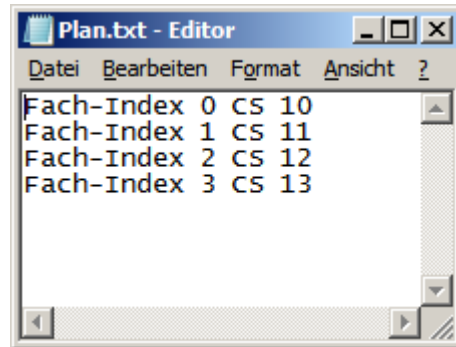 Plan.txt - Editor
Datei Bearbeiten Format Ansicht ?
Fach-Index 0 CS 10
Fach-Index 1 CS 11
Fach-Index 2 CS 12
Fach-Index 3 CS 13